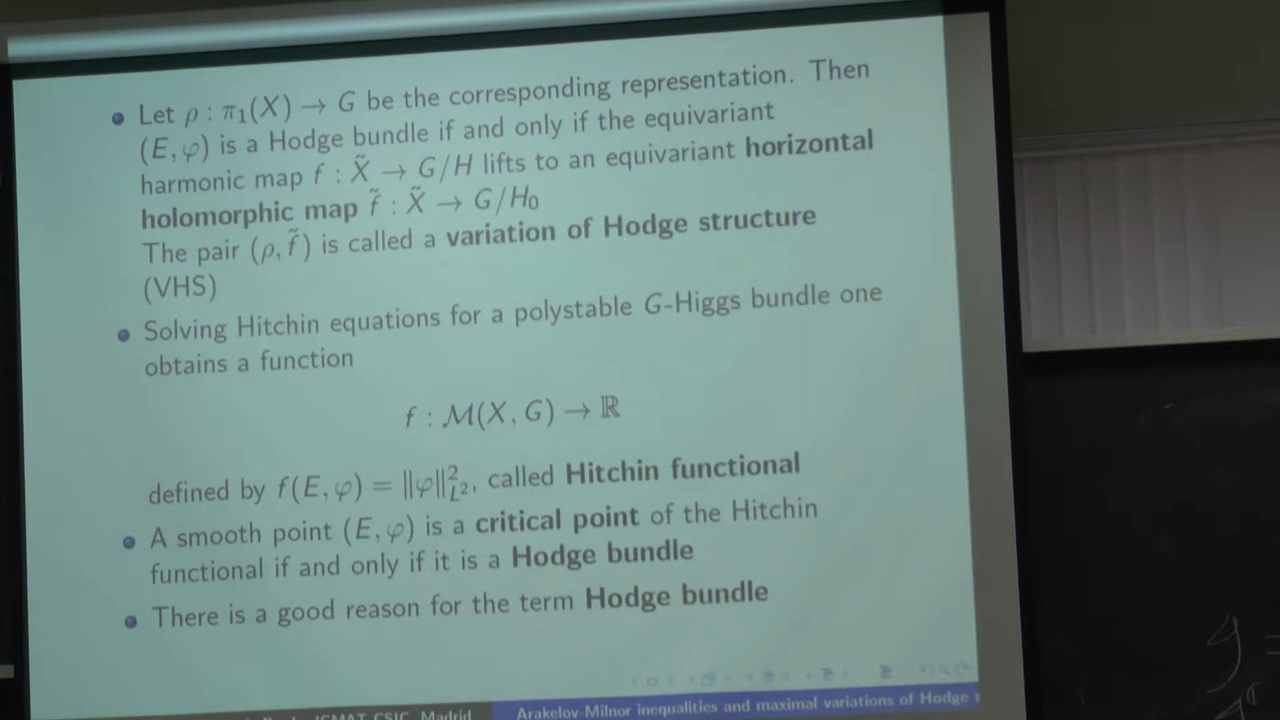 • Let ρ : π₁(X) → G be the corresponding representation. Then
(E, φ) is a Hodge bundle if and only if the equivariant
harmonic map f : X̃ → G/H lifts to an equivariant horizontal
holomorphic map f̃ : X̃ → G/H₀
The pair (ρ, f̃) is called a variation of Hodge structure
(VHS)
• Solving Hitchin equations for a polystable G-Higgs bundle one
obtains a function
f : ℳ(X, G) → ℝ
defined by f(E, φ) = ‖φ‖²_{L²}, called Hitchin functional
• A smooth point (E, φ) is a critical point of the Hitchin
functional if and only if it is a Hodge bundle
• There is a good reason for the term Hodge bundle
ICMAT-CSIC, Madrid
Arakelov-Milnor inequalities and maximal variations of Hodge s